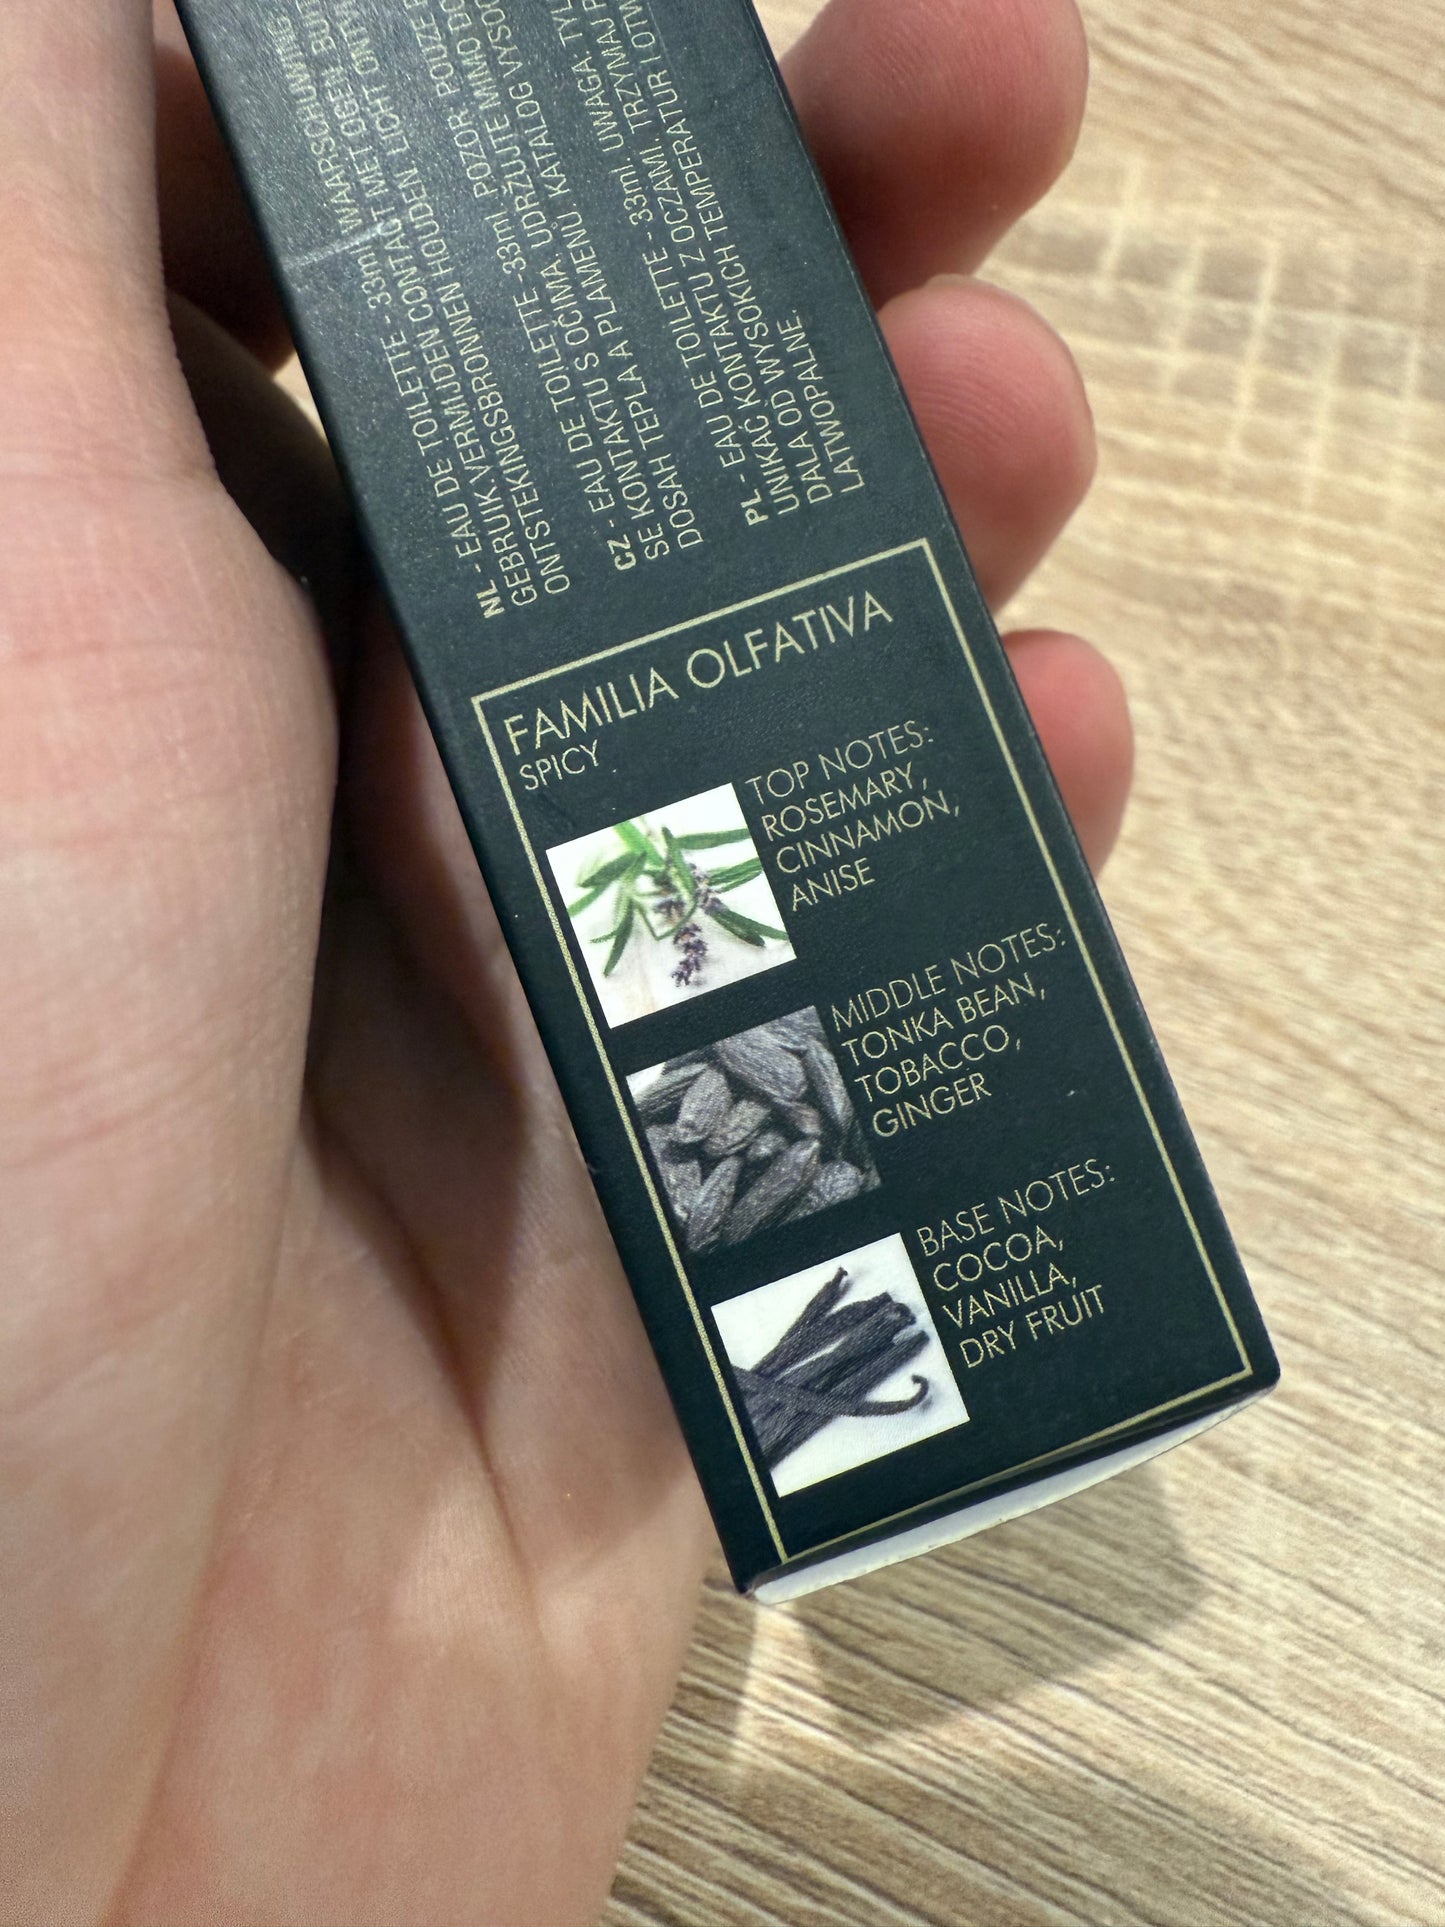 NL - EAU DE TOILETTE - 33ml. WAARSCHUWING
GEBRUIK VERMIJDEN CONTACT MET OGEN. BUI
ONTSTEKINGSBRONNEN HOUDEN. LICHT ONTV
CZ - EAU DE TOILETTE - 33ml. POZOR. POUZE
SE KONTAKTU S OČIMA. UDRŽUJTE MIMO DO
DOSAH TEPLA A PLAMENŮ. KATALOG VYSOC
PL - EAU DE TOILETTE - 33ml. UWAGA: TYL
UNIKAĆ KONTAKTU Z OCZAMI. TRZYMAJ
DALA OD WYSOKICH TEMPERATUR I OTW
LATWOPALNE.
FAMILIA OLFATIVA
SPICY
TOP NOTES:
ROSEMARY,
CINNAMON,
ANISE
MIDDLE NOTES:
TONKA BEAN,
TOBACCO,
GINGER
BASE NOTES:
COCOA,
VANILLA,
DRY FRUIT